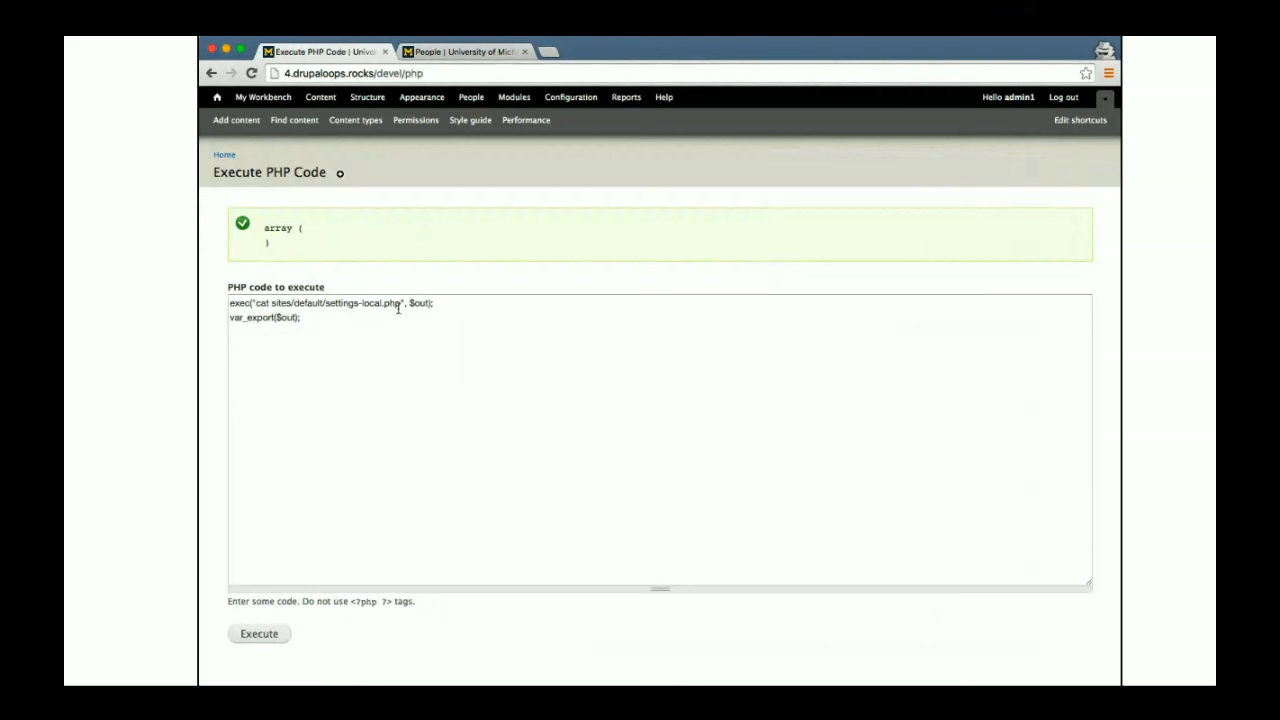 Execute PHP Code | Univer
People | University of Mich
4.drupaloops.rocks/devel/php
My Workbench Content Structure Appearance People Modules Configuration Reports Help Hello admin1 Log out
Add content Find content Content types Permissions Style guide Performance Edit shortcuts
Home
Execute PHP Code
array (
)
PHP code to execute
exec("cat sites/default/settings-local.php", $out);
var_export($out);
Enter some code. Do not use <?php ?> tags.
Execute